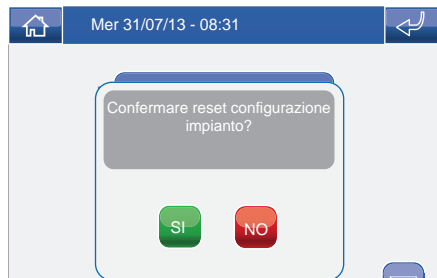 Mer 31/07/13 - 08:31
Confermare reset configurazione
impianto?
SI
NO